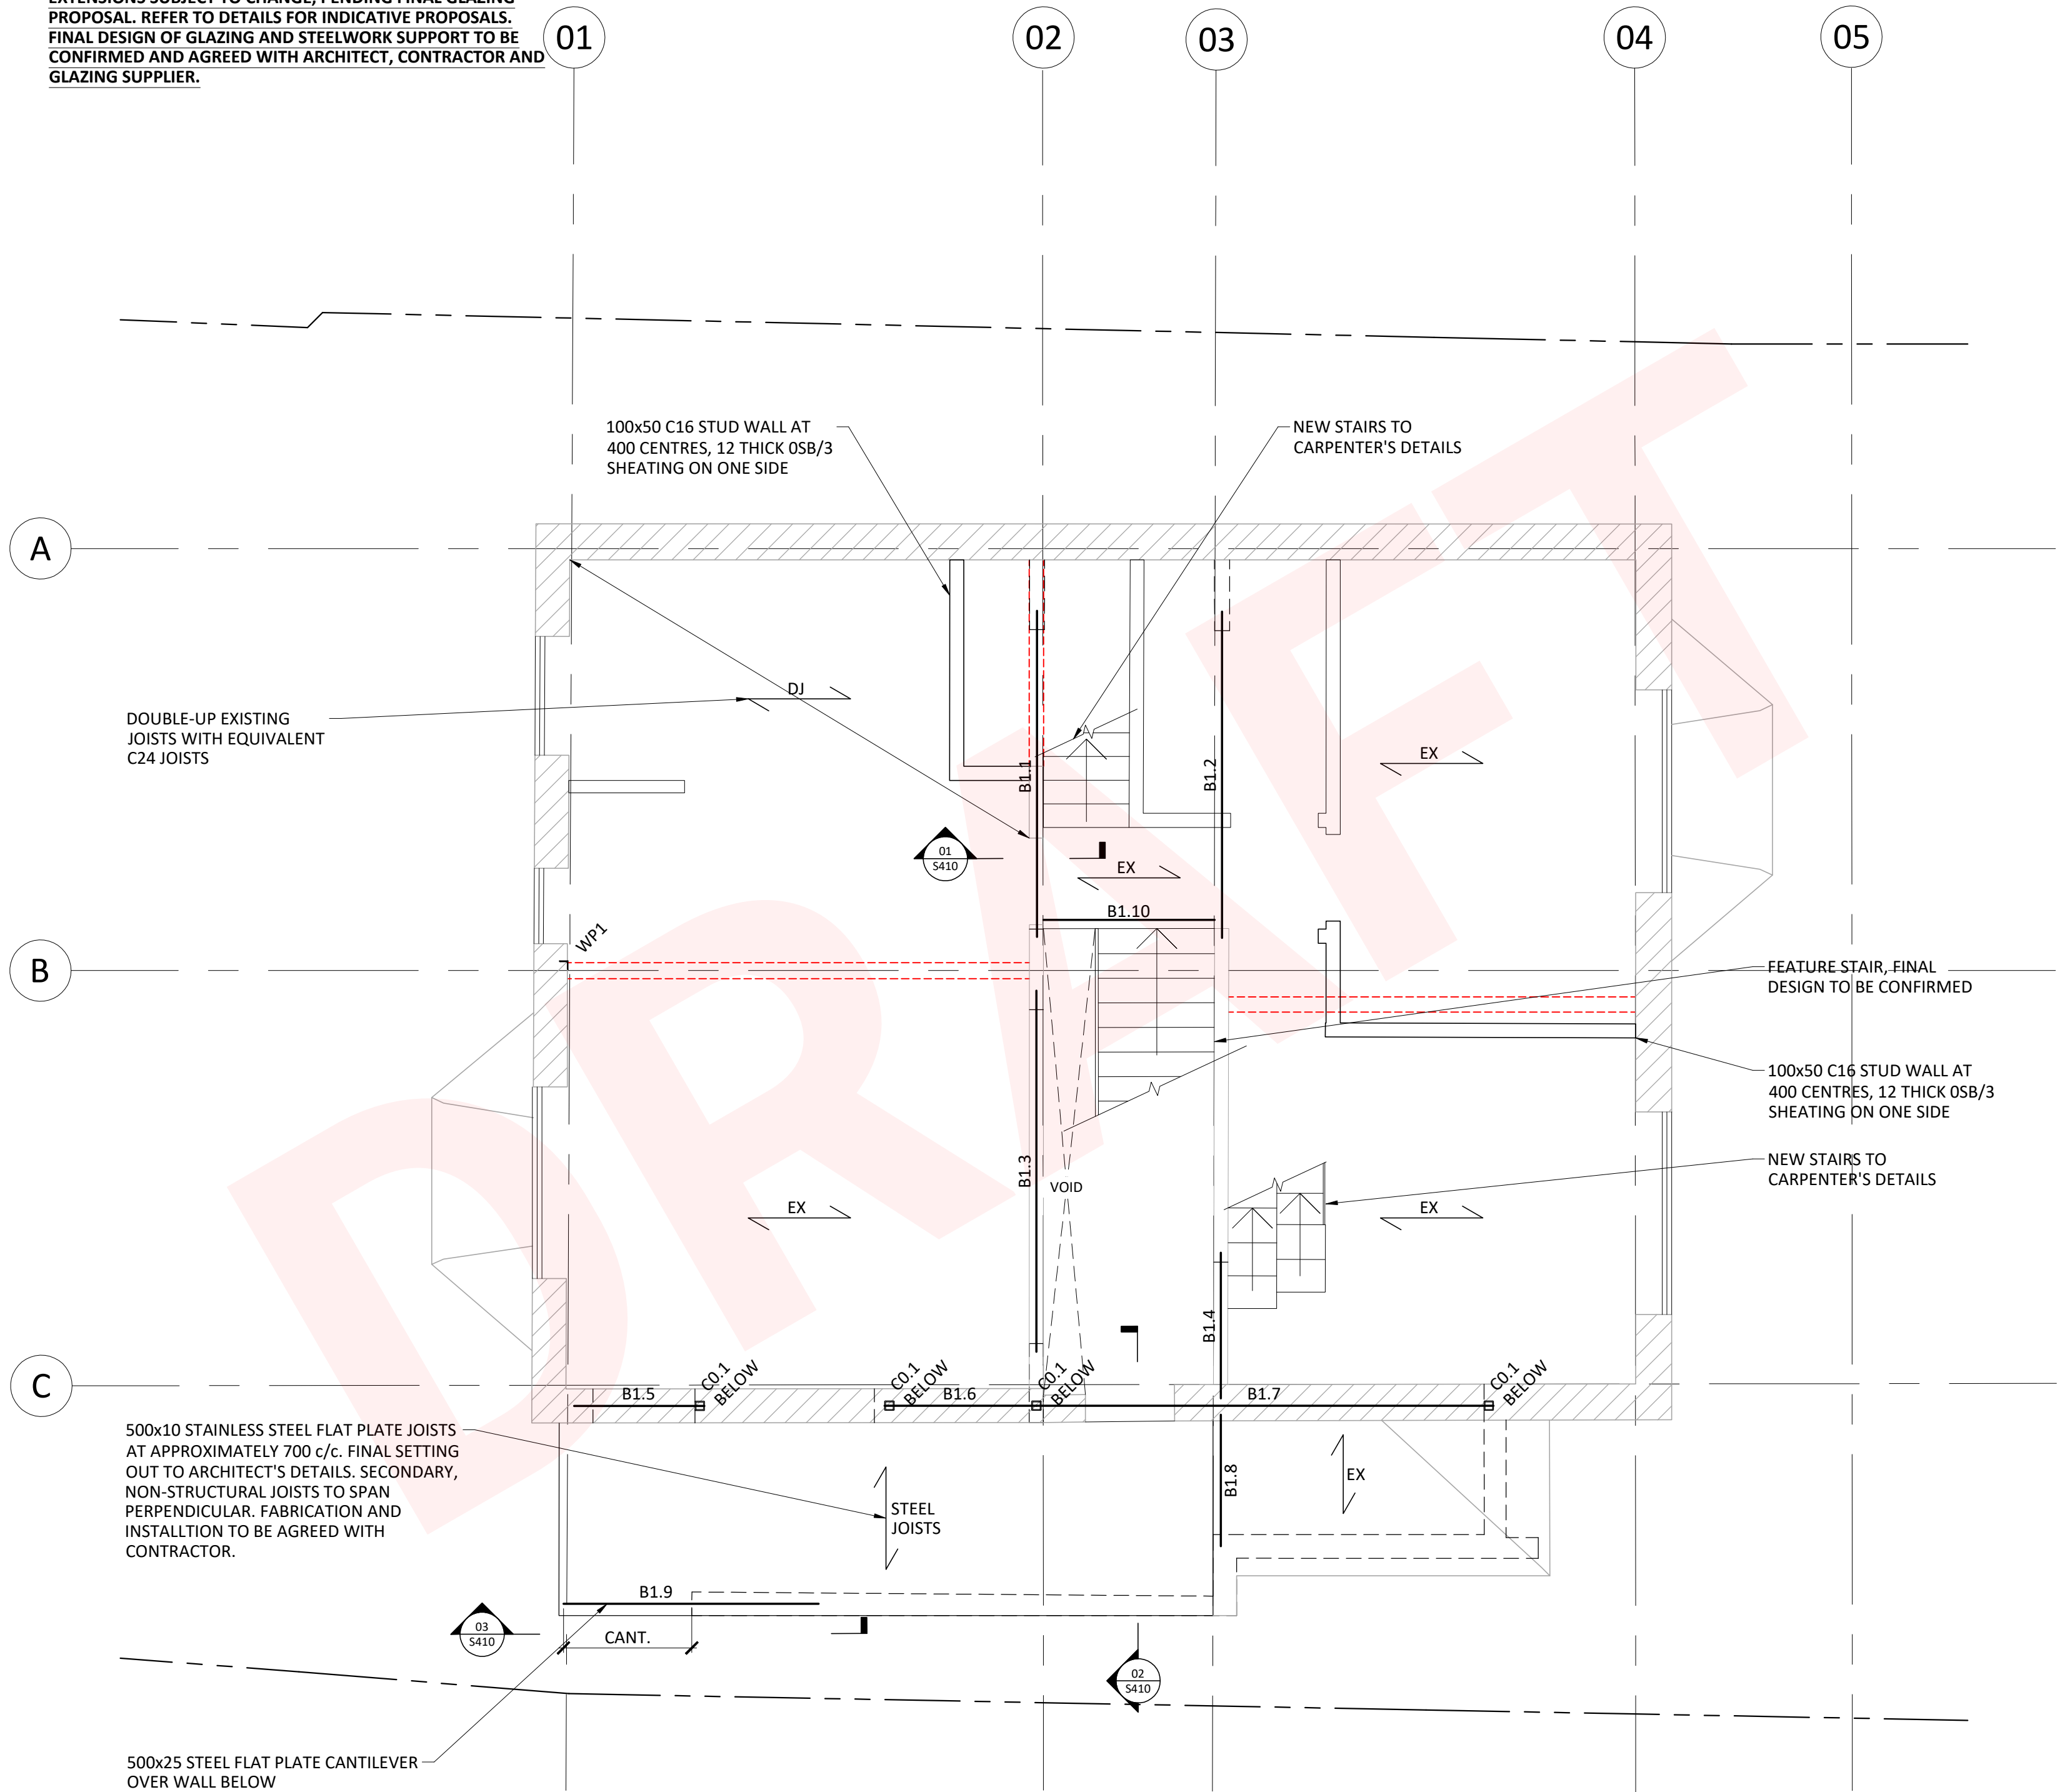 EXTENSIONS SUBJECT TO CHANGE, PENDING FINAL GLAZING
PROPOSAL. REFER TO DETAILS FOR INDICATIVE PROPOSALS.
FINAL DESIGN OF GLAZING AND STEELWORK SUPPORT TO BE
CONFIRMED AND AGREED WITH ARCHITECT, CONTRACTOR AND
GLAZING SUPPLIER.
01
02
03
04
05
100x50 C16 STUD WALL AT
400 CENTRES, 12 THICK 0SB/3
SHEATING ON ONE SIDE
NEW STAIRS TO
CARPENTER'S DETAILS
A
DJ
DOUBLE-UP EXISTING
JOISTS WITH EQUIVALENT
C24 JOISTS
B1.1
B1.2
EX
01
S410
EX
B1.10
WP1
B
FEATURE STAIR, FINAL
DESIGN TO BE CONFIRMED
100x50 C16 STUD WALL AT
400 CENTRES, 12 THICK 0SB/3
SHEATING ON ONE SIDE
B1.3
VOID
NEW STAIRS TO
CARPENTER'S DETAILS
EX
EX
B1.4
C
B1.5
C0.1
BELOW
C0.1
BELOW
B1.6
C0.1
BELOW
B1.7
C0.1
BELOW
500x10 STAINLESS STEEL FLAT PLATE JOISTS
AT APPROXIMATELY 700 c/c. FINAL SETTING
OUT TO ARCHITECT'S DETAILS. SECONDARY,
NON-STRUCTURAL JOISTS TO SPAN
PERPENDICULAR. FABRICATION AND
INSTALLTION TO BE AGREED WITH
CONTRACTOR.
STEEL
JOISTS
B1.8
EX
B1.9
03
S410
CANT.
02
S410
500x25 STEEL FLAT PLATE CANTILEVER
OVER WALL BELOW
DRAFT